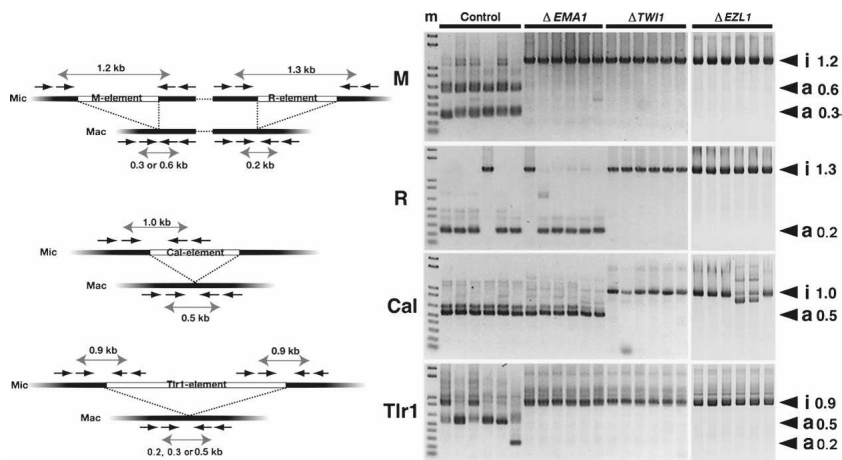 1.2 kb 1.3 kb
Mic M-element R-element
Mac
0.3 or 0.6 kb 0.2 kb
1.0 kb
Mic Cal-element
Mac
0.5 kb
0.9 kb 0.9 kb
Mic Tlr1-element
Mac
0.2, 0.3 or 0.5 kb
m Control ΔEMA1 ΔTWI1 ΔEZL1
M i 1.2
a 0.6
a 0.3
R i 1.3
a 0.2
Cal i 1.0
a 0.5
Tlr1 i 0.9
a 0.5
a 0.2